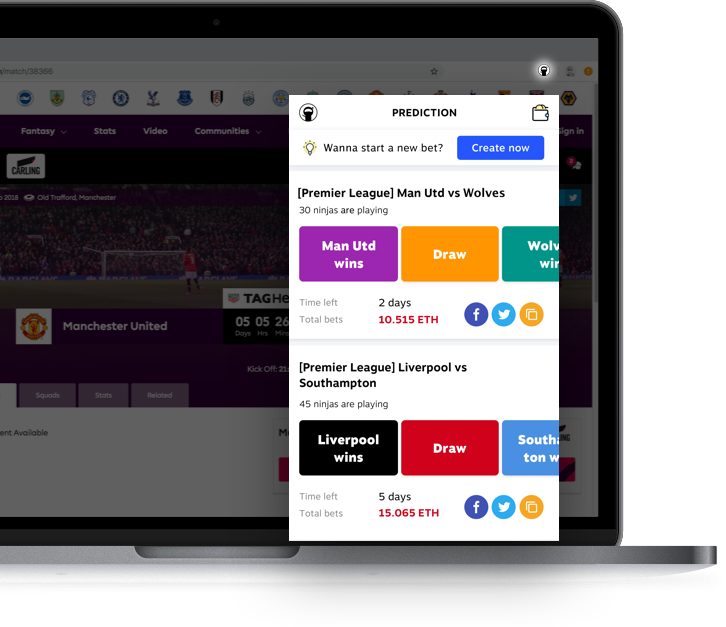 /match/38366
Fantasy
Stats
Video
Communities
Sign in
CARLING
2
2018
Old Trafford, Manchester
TAG HE
05 05 26
Days Hrs
Manchester United
Kick Off: 21:
Squads
Stats
Related
ent Available
PREDICTION
Wanna start a new bet?
Create now
[Premier League] Man Utd vs Wolves
30 ninjas are playing
Man Utd
wins
Draw
Wolv
wir
Time left
2 days
Total bets
10.515 ETH
[Premier League] Liverpool vs
Southampton
45 ninjas are playing
Liverpool
wins
Draw
Southa
ton w
Time left
5 days
Total bets
15.065 ETH